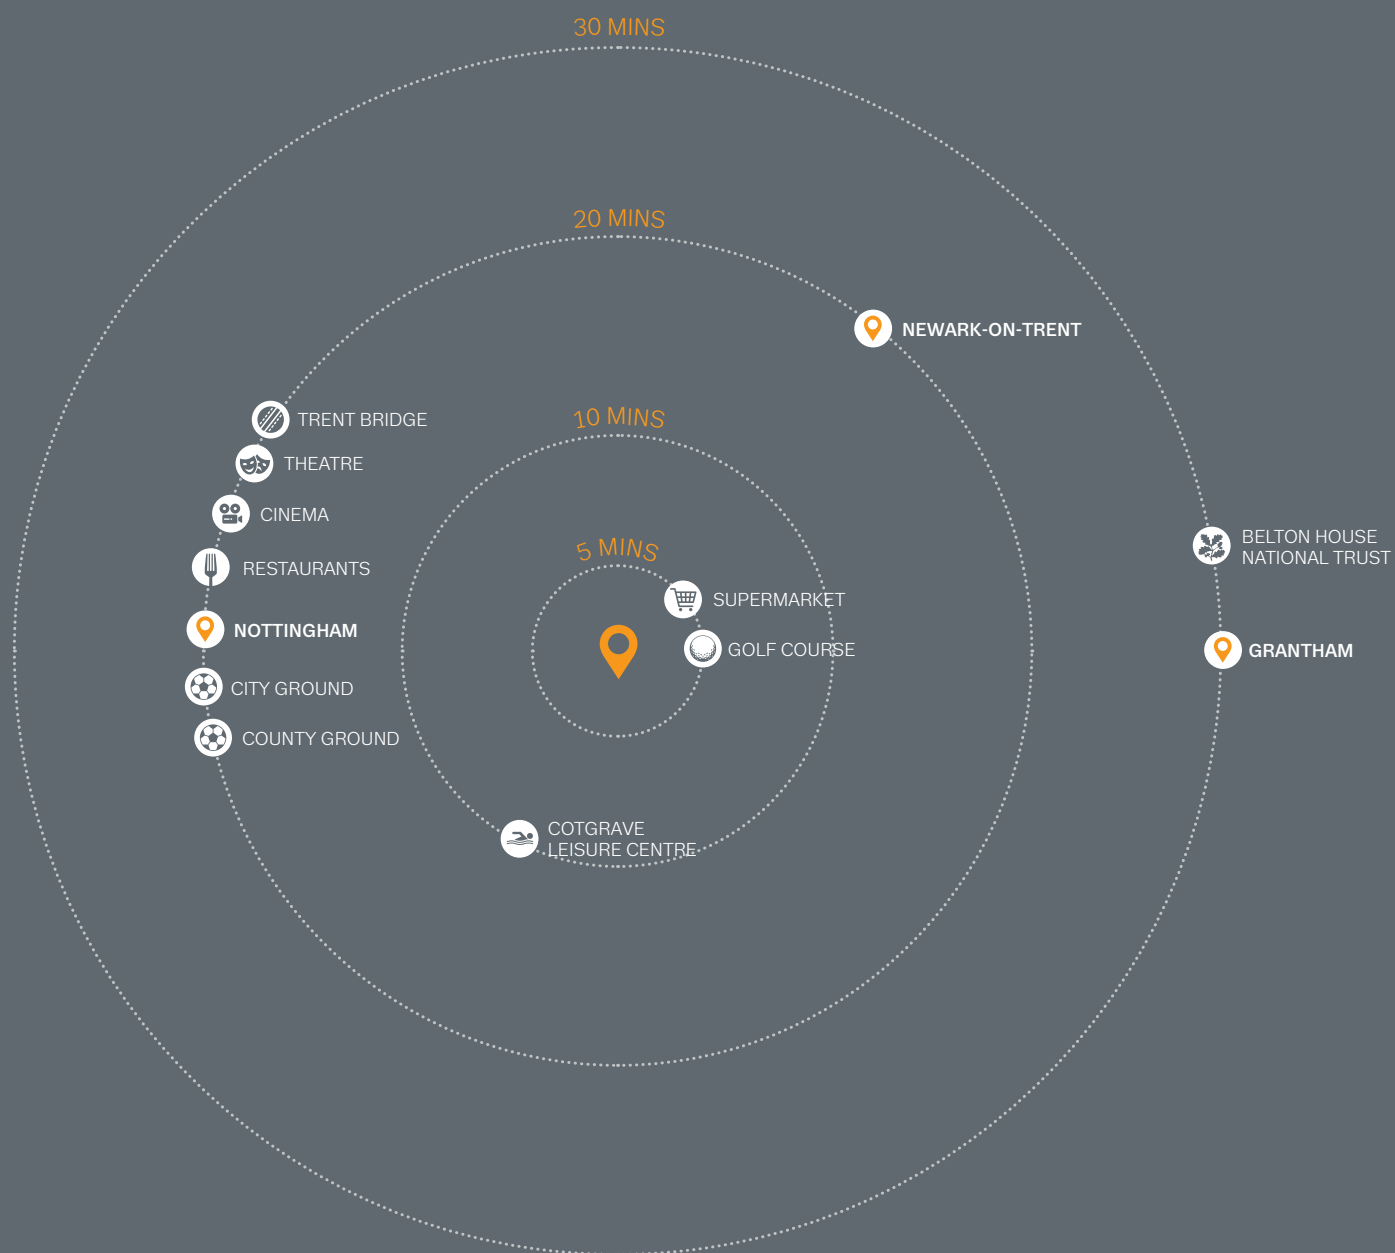 30 MINS
20 MINS
NEWARK-ON-TRENT
10 MINS
TRENT BRIDGE
THEATRE
CINEMA
BELTON HOUSE
NATIONAL TRUST
5 MINS
RESTAURANTS
SUPERMARKET
NOTTINGHAM
GOLF COURSE
GRANTHAM
CITY GROUND
COUNTY GROUND
COTGRAVE
LEISURE CENTRE